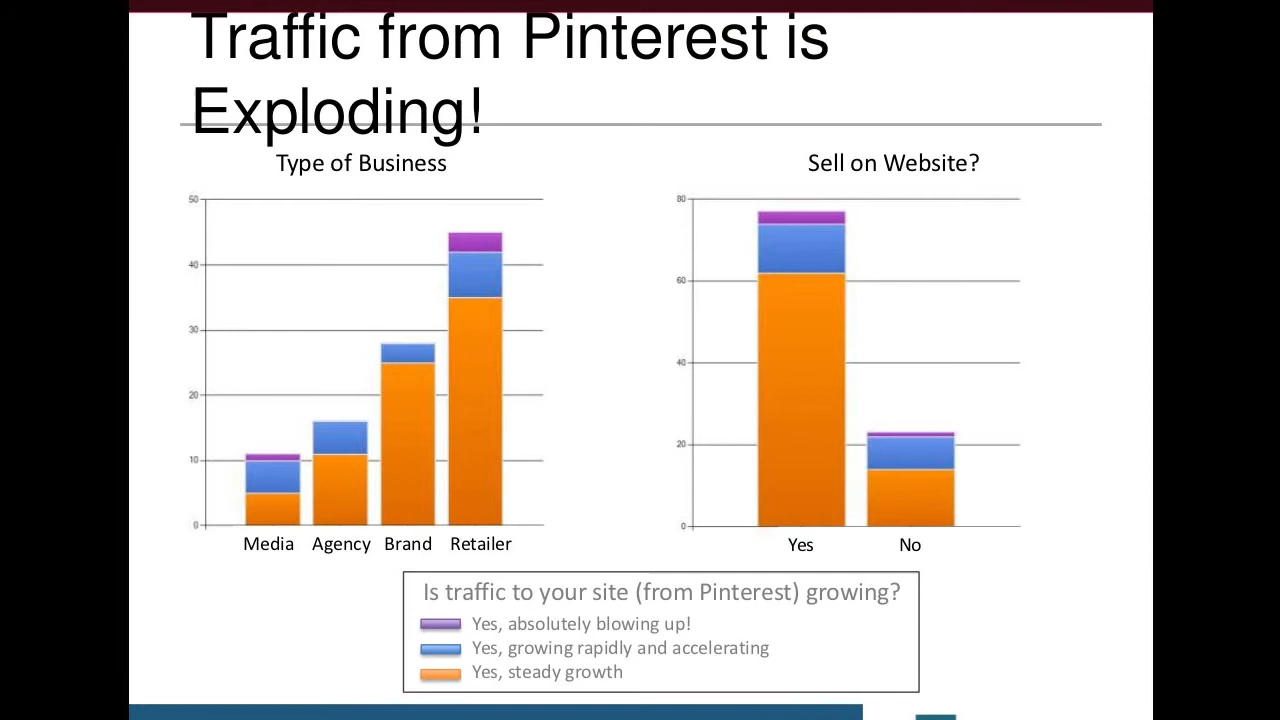 Traffic from Pinterest is
Exploding!
Type of Business
50
40
30
20
10
0
Media Agency Brand Retailer
Sell on Website?
80
60
40
20
0
Yes No
Is traffic to your site (from Pinterest) growing?
Yes, absolutely blowing up!
Yes, growing rapidly and accelerating
Yes, steady growth